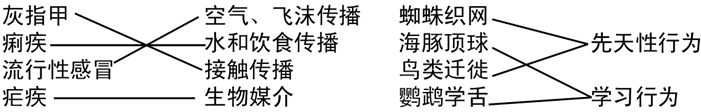 灰指甲 空气、飞沫传播 蜘蛛织网
痢疾 水和饮食传播 海豚顶球 先天性行为
流行性感冒 接触传播 鸟类迁徙
疟疾 生物媒介 鹦鹉学舌 学习行为